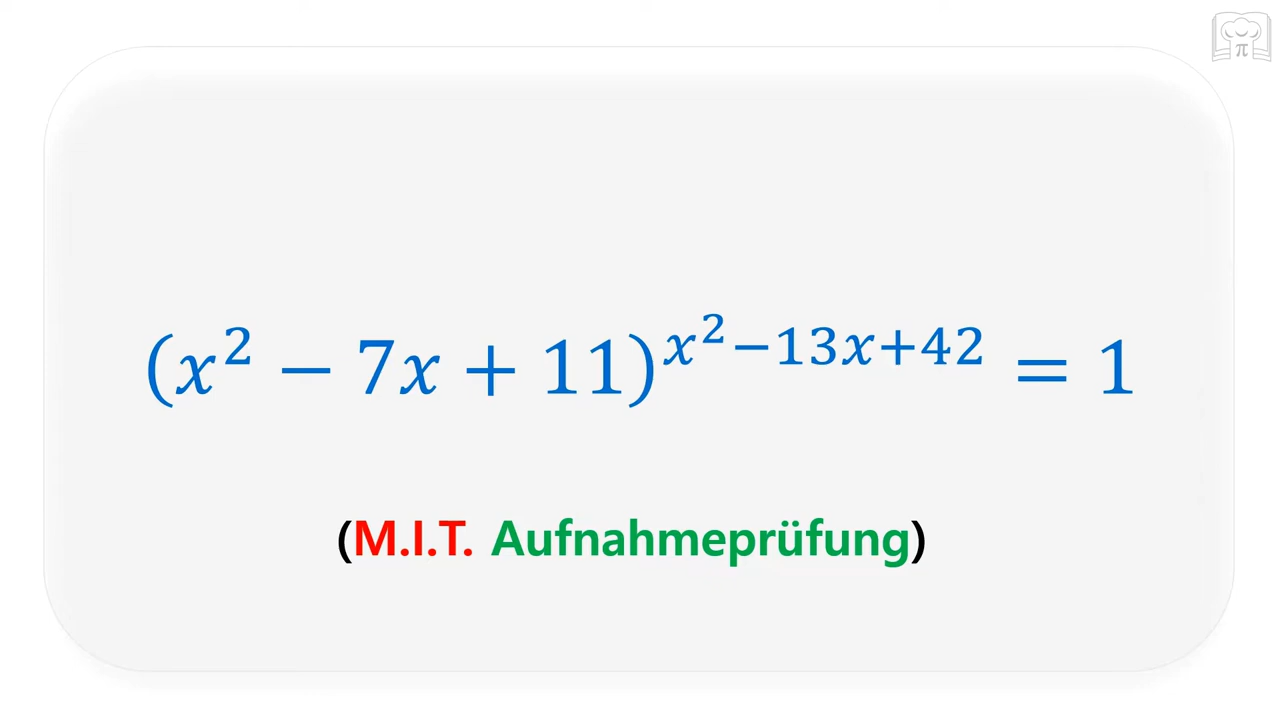 π
(x² − 7x + 11)^{x²−13x+42} = 1
(M.I.T. Aufnahmeprüfung)